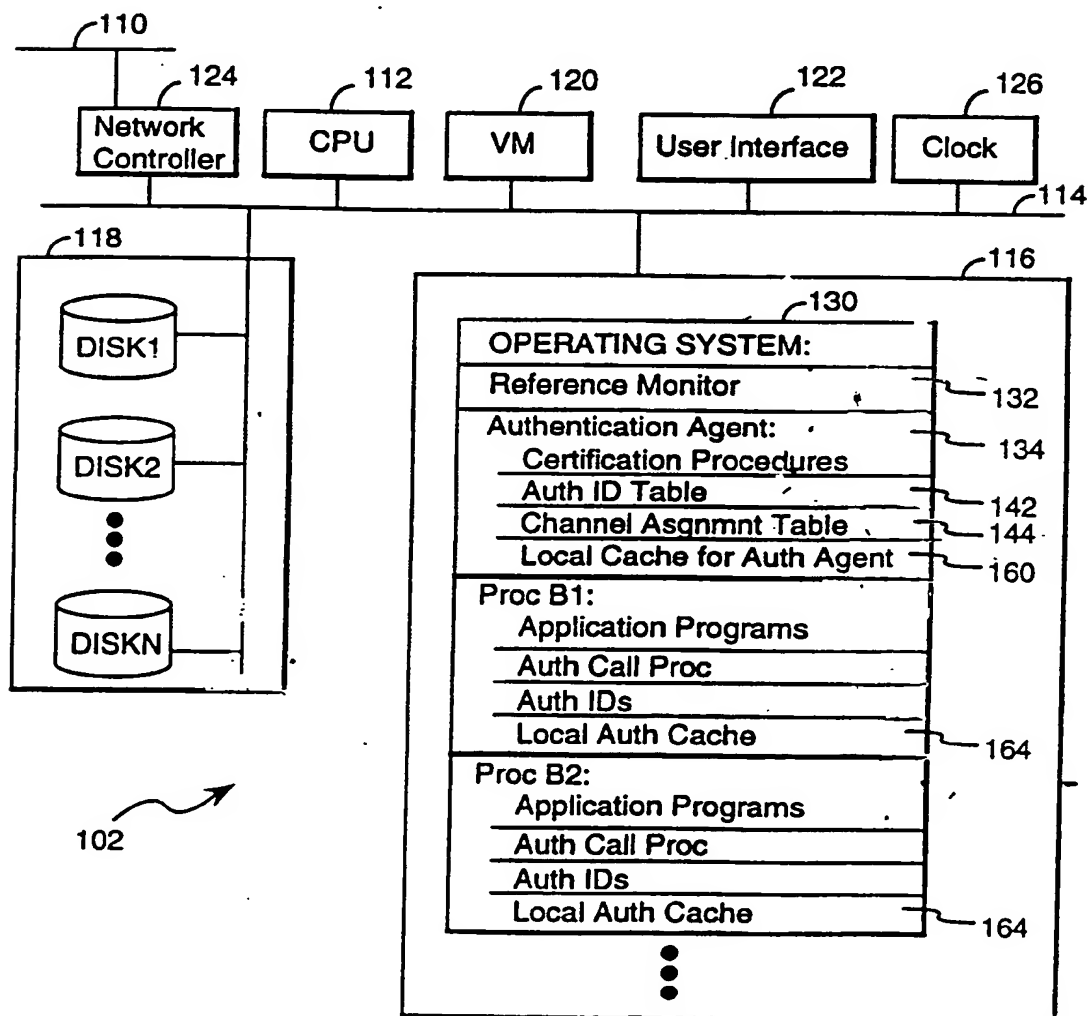 110
124
112
120
122
126
Network
Controller
CPU
VM
User Interface
Clock
114
118
116
DISK1
DISK2
DISKN
130
OPERATING SYSTEM:
Reference Monitor
132
Authentication Agent:
134
Certification Procedures
Auth ID Table
142
Channel Asgnmnt Table
144
Local Cache for Auth Agent
160
Proc B1:
Application Programs
Auth Call Proc
Auth IDs
Local Auth Cache
164
Proc B2:
Application Programs
Auth Call Proc
Auth IDs
Local Auth Cache
164
102